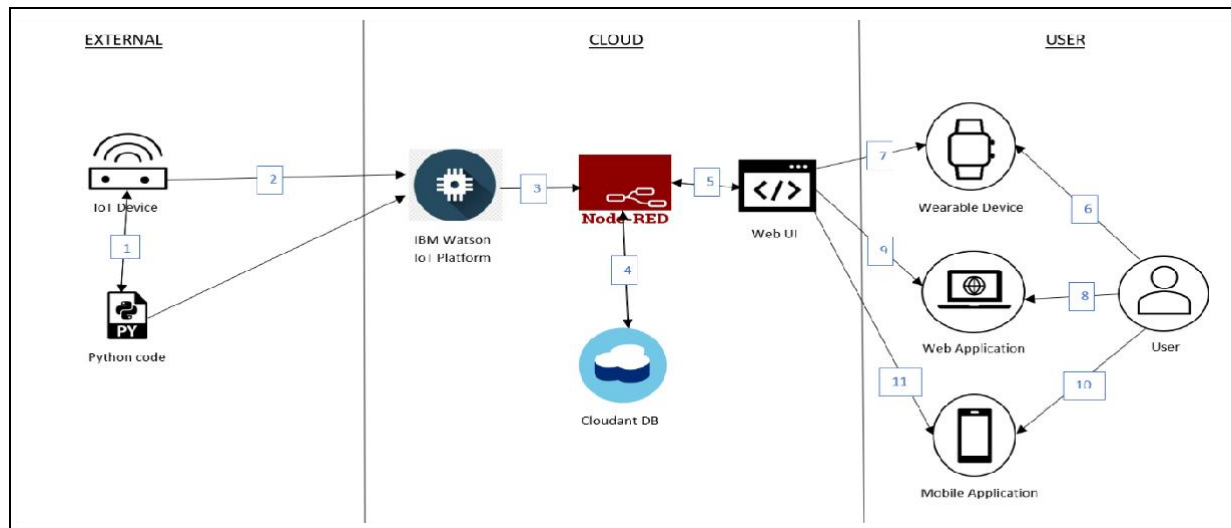 EXTERNAL
CLOUD
USER
IoT Device
1
PY
Python code
2
IBM Watson
IoT Platform
3
Node-RED
4
Cloudant DB
5
</>
Web UI
7
9
11
Wearable Device
6
Web Application
8
User
10
Mobile Application